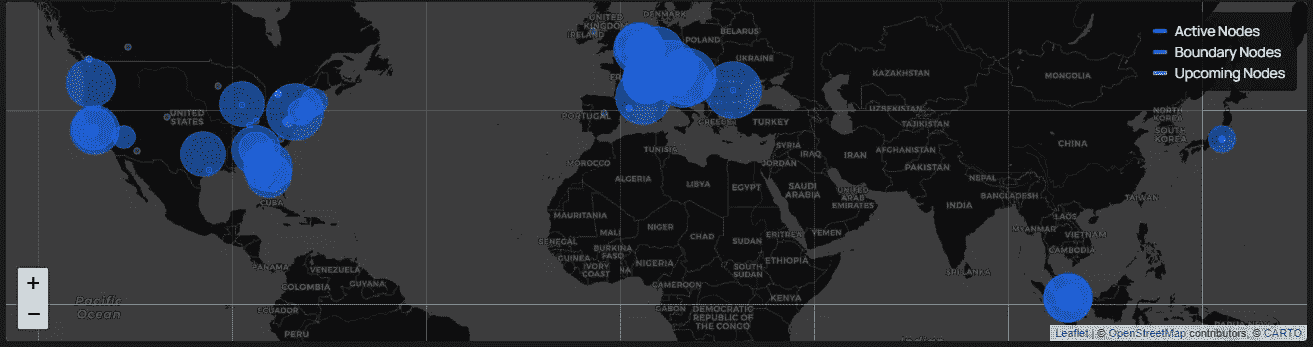 DENMARK
UNITED
KINGDOM
IRELAND
POLAND
BELARUS
Active Nodes
Boundary Nodes
Upcoming Nodes
UKRAINE
KAZAKHSTAN
MONGOLIA
UNITED
STATES
PORTUGAL
GREECE
TURKEY
UZBEKISTAN
TAJIKISTAN
NORTH
KOREA
SOUTH
KOREA
CHINA
TUNISIA
SYRIA
IRAQ
IRAN
AFGHANISTAN
MOROCCO
JORDAN
PAKISTAN
ALGERIA
LIBYA
EGYPT
SAUDI
ARABIA
UNITED
ARAB
EMIRATES
NEPAL
BANGLADESH
TAIWAN
CUBA
INDIA
MAURITANIA
MALI
NIGER
CHAD
SUDAN
ERITREA
YEMEN
LAOS
MYANMAR
VIETNAM
SENEGAL
GUINEA
BURKINA
FASO
IVORY
COAST
NIGERIA
SOUTH
SUDAN
ETHIOPIA
CAMBODIA
SRI LANKA
PANAMA
VENEZUELA
GUYANA
COLOMBIA
CAMEROON
ECUADOR
GABON
KENYA
DEMOCRATIC
REPUBLIC OF
THE CONGO
PERU
Pacific
Ocean
+
−
Leaflet | © OpenStreetMap contributors, © CARTO